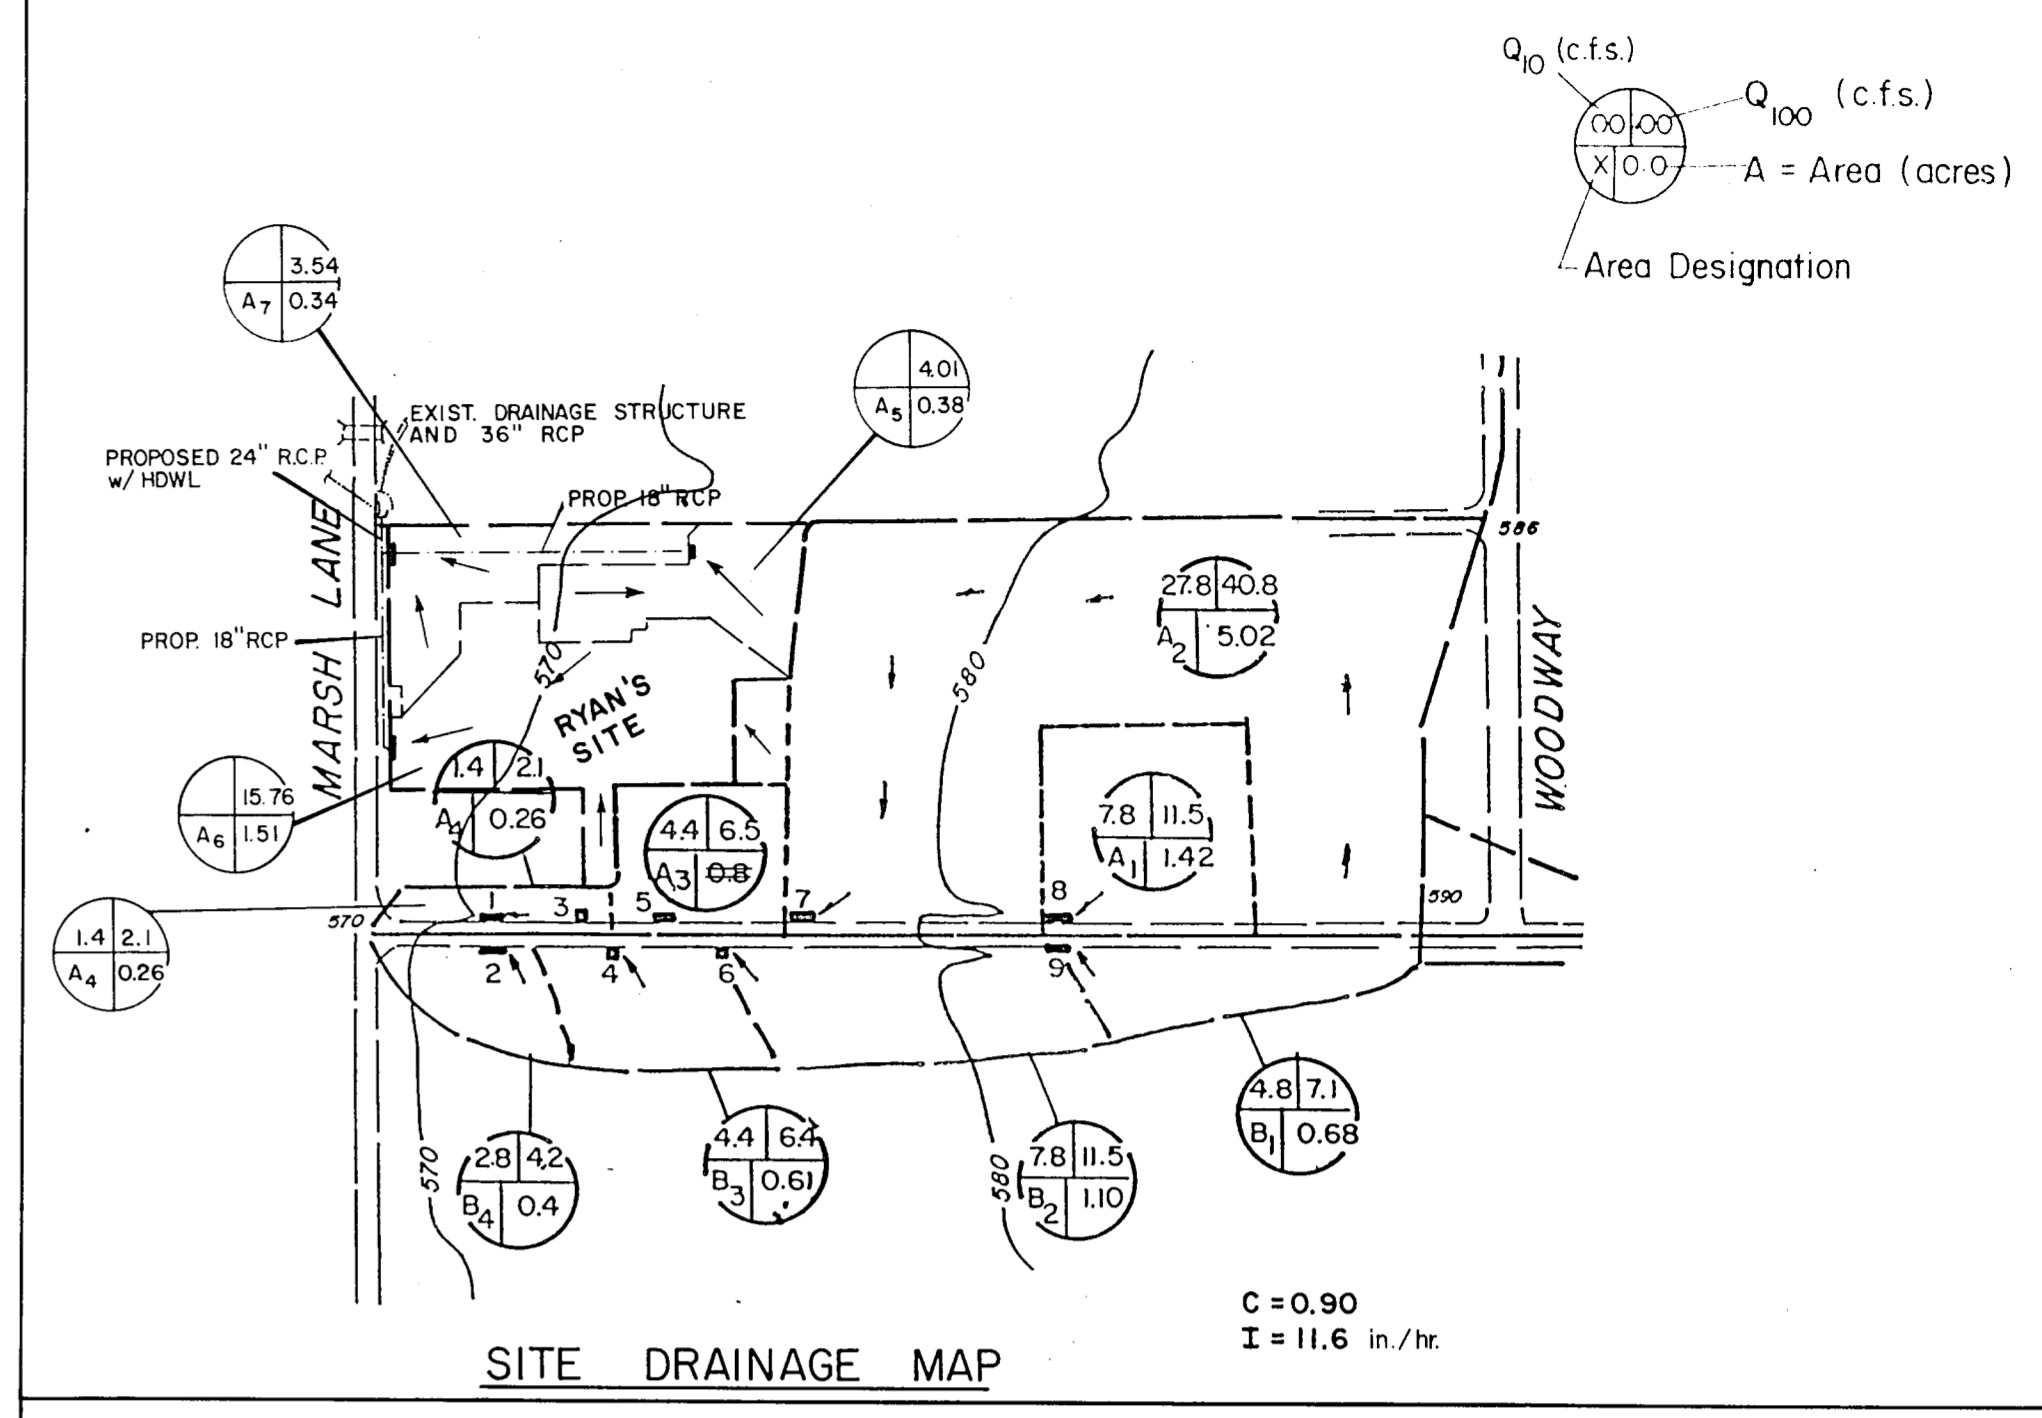 Q10 (c.f.s.)
Q100 (c.f.s.)
00 .00
X 0.0
A = Area (acres)
Area Designation
3.54
A7 0.34
4.01
A5 0.38
EXIST. DRAINAGE STRUCTURE
AND 36" RCP
PROPOSED 24" R.C.P.
w/ HDWL
PROP. 18" RCP
586
27.8 40.8
A2 5.02
MARSH LANE
PROP. 18" RCP
570
580
RYAN'S
SITE
WOODWAY
1.4 2.1
A4 0.26
15.76
A6 1.51
4.4 6.5
A3 0.8
7.8 11.5
A1 1.42
590
570
1
3
5
7
8
2
4
6
9
1.4 2.1
A4 0.26
4.8 7.1
B1 0.68
4.4 6.4
B3 0.61
7.8 11.5
B2 1.10
2.8 4.2
B4 0.4
570
580
C = 0.90
I = 11.6 in./hr.
SITE DRAINAGE MAP